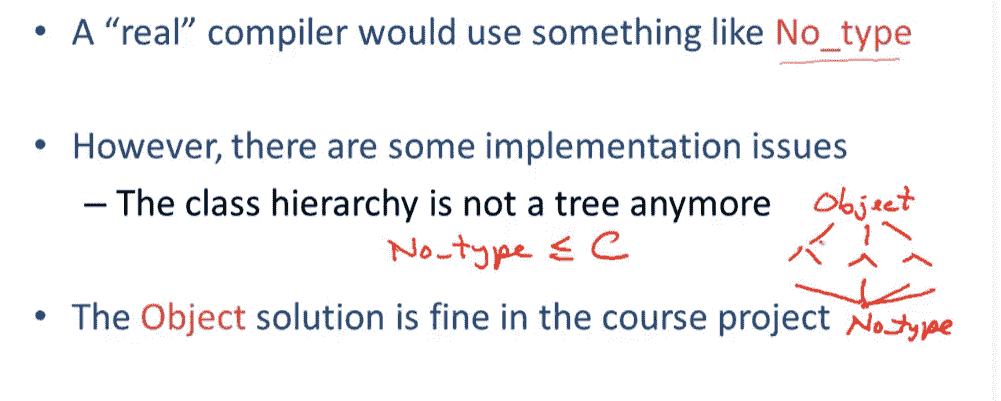 • A “real” compiler would use something like No_type
• However, there are some implementation issues
– The class hierarchy is not a tree anymore
Object
No_type ≤ C
• The Object solution is fine in the course project
No_type